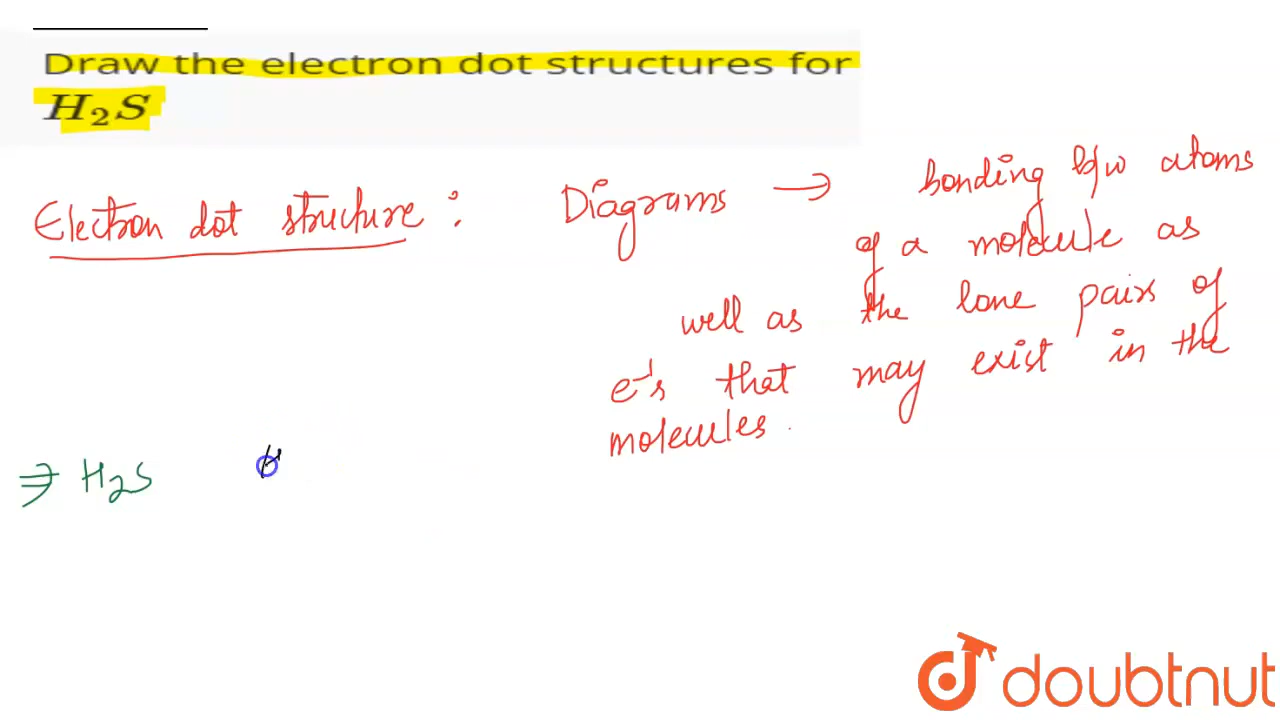 Draw the electron dot structures for
H₂S
Electron dot structure : Diagrams → bonding b/w atoms
of a molecule as
well as the lone pairs of
e⁻'s that may exist in the
molecules.
⇒ H₂S H
doubtnut